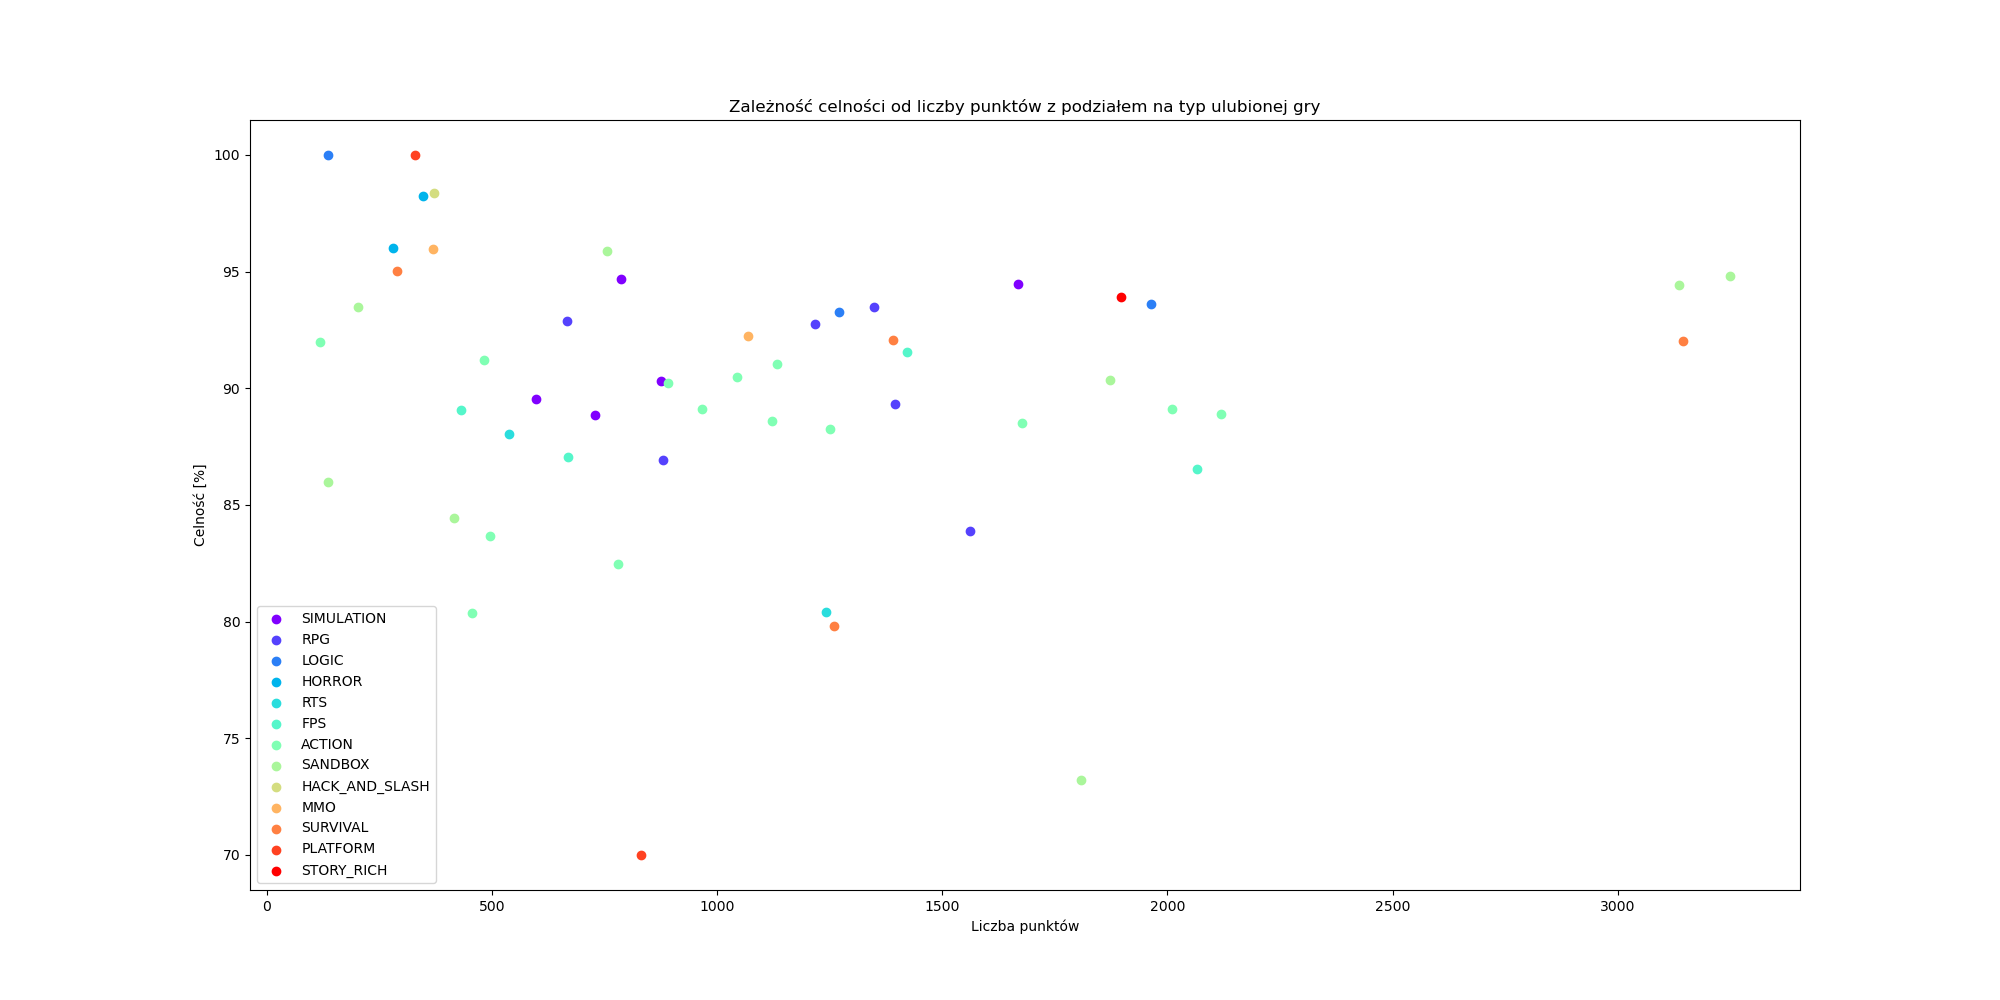 Zależność celności od liczby punktów z podziałem na typ ulubionej gry
100
95
90
85
80
75
70
Celność [%]
SIMULATION
RPG
LOGIC
HORROR
RTS
FPS
ACTION
SANDBOX
HACK_AND_SLASH
MMO
SURVIVAL
PLATFORM
STORY_RICH
0 500 1000 1500 2000 2500 3000
Liczba punktów